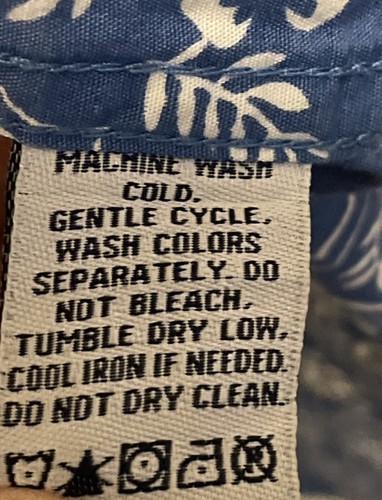 MACHINE WASH
COLD.
GENTLE CYCLE.
WASH COLORS
SEPARATELY. DO
NOT BLEACH.
TUMBLE DRY LOW.
COOL IRON IF NEEDED.
DO NOT DRY CLEAN.